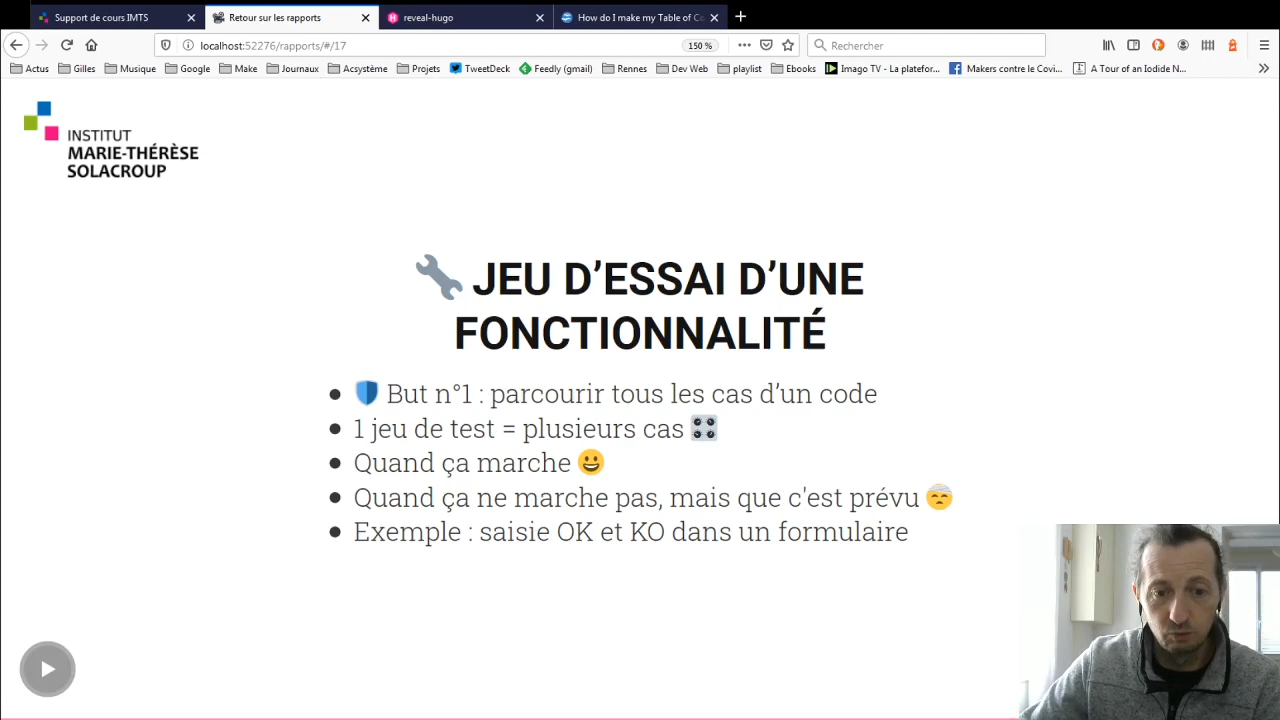 Support de cours IMTS
Retour sur les rapports
reveal-hugo
How do I make my Table of Co
localhost:52276/rapports/#/17
150 %
Rechercher
Actus
Gilles
Musique
Google
Make
Journaux
Acsystème
Projets
TweetDeck
Feedly (gmail)
Rennes
Dev Web
playlist
Ebooks
Imago TV - La platefor...
Makers contre le Covi...
A Tour of an Iodide N...
INSTITUT
MARIE-THÉRÈSE
SOLACROUP
JEU D’ESSAI D’UNE
FONCTIONNALITÉ
But n°1 : parcourir tous les cas d’un code
1 jeu de test = plusieurs cas
Quand ça marche
Quand ça ne marche pas, mais que c'est prévu
Exemple : saisie OK et KO dans un formulaire